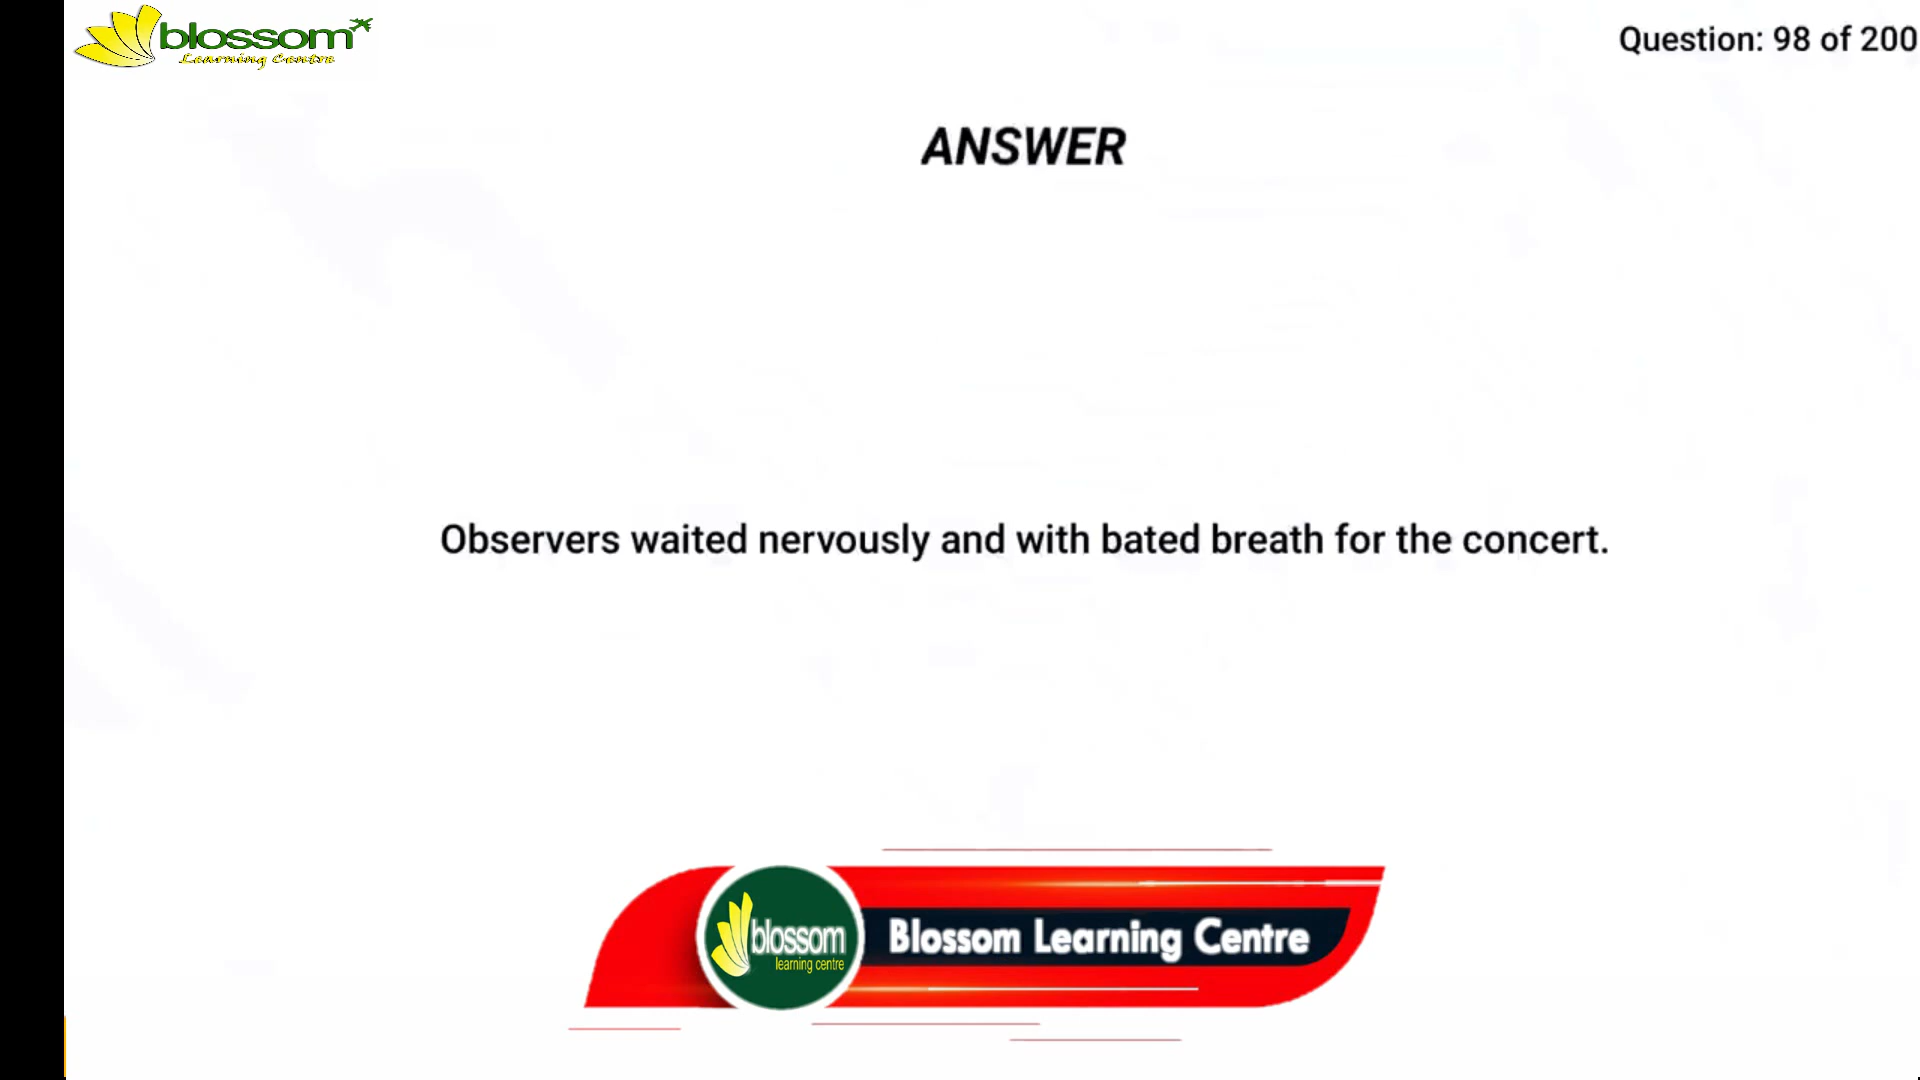 blossom
Learning Centre
Question: 98 of 200
ANSWER
Observers waited nervously and with bated breath for the concert.
blossom
learning centre
Blossom Learning Centre